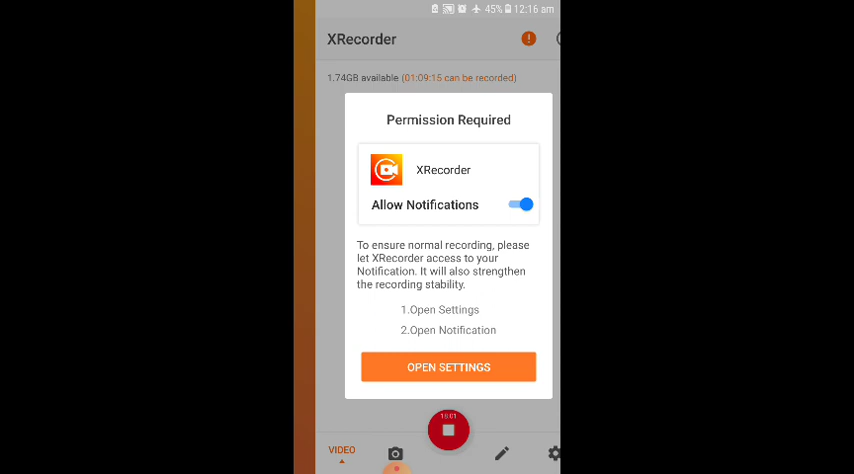 45% 12:16 am
XRecorder
1.74GB available (01:09:15 can be recorded)
Permission Required
XRecorder
Allow Notifications
To ensure normal recording, please
let XRecorder access to your
Notification. It will also strengthen
the recording stability.
1.Open Settings
2.Open Notification
OPEN SETTINGS
VIDEO